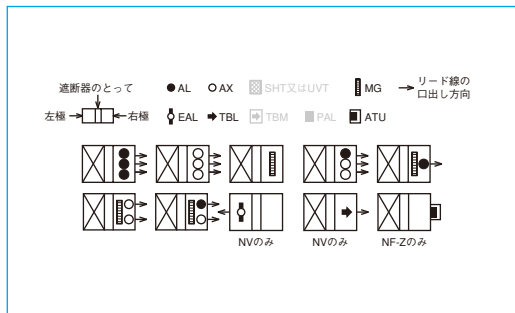 遮断器のとって
左極
右極
AL
AX
SHT又はUVT
MG
リード線の
口出し方向
EAL
TBL
TBM
PAL
ATU
NVのみ
NVのみ
NF-Zのみ